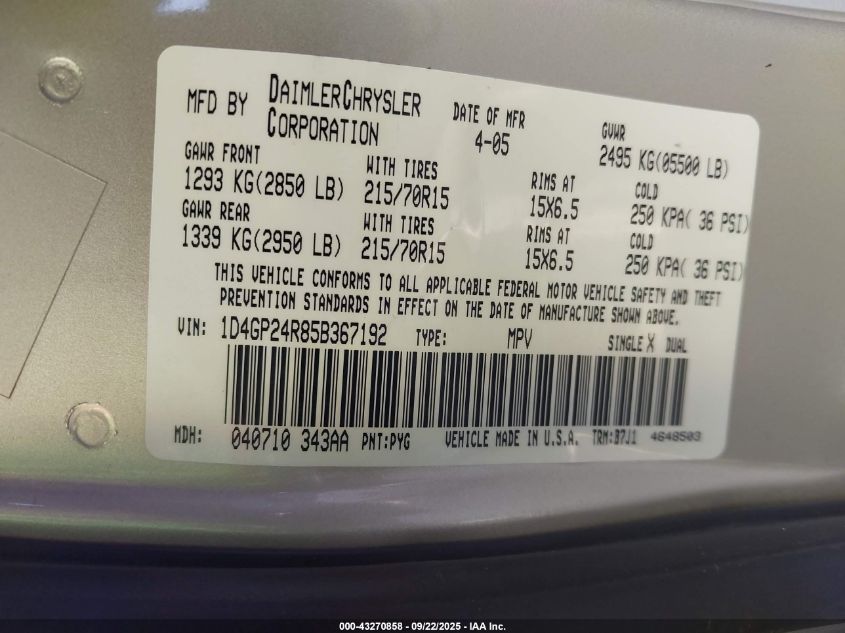 MFD BY DAIMLERCHRYSLER CORPORATION DATE OF MFR 4-05 GVWR 2495 KG(05500 LB)
GAWR FRONT WITH TIRES RIMS AT COLD
1293 KG(2850 LB) 215/70R15 15X6.5 250 KPA( 36 PSI)
GAWR REAR WITH TIRES RIMS AT COLD
1339 KG(2950 LB) 215/70R15 15X6.5 250 KPA( 36 PSI)
THIS VEHICLE CONFORMS TO ALL APPLICABLE FEDERAL MOTOR VEHICLE SAFETY AND THEFT
PREVENTION STANDARDS IN EFFECT ON THE DATE OF MANUFACTURE SHOWN ABOVE.
VIN: 1D4GP24R85B367192 TYPE: MPV SINGLE X DUAL
MDH: 040710 343AA PNT:PYG VEHICLE MADE IN U.S.A. TRM:B7J1 4648503
000-43270858 - 09/22/2025 - IAA Inc.